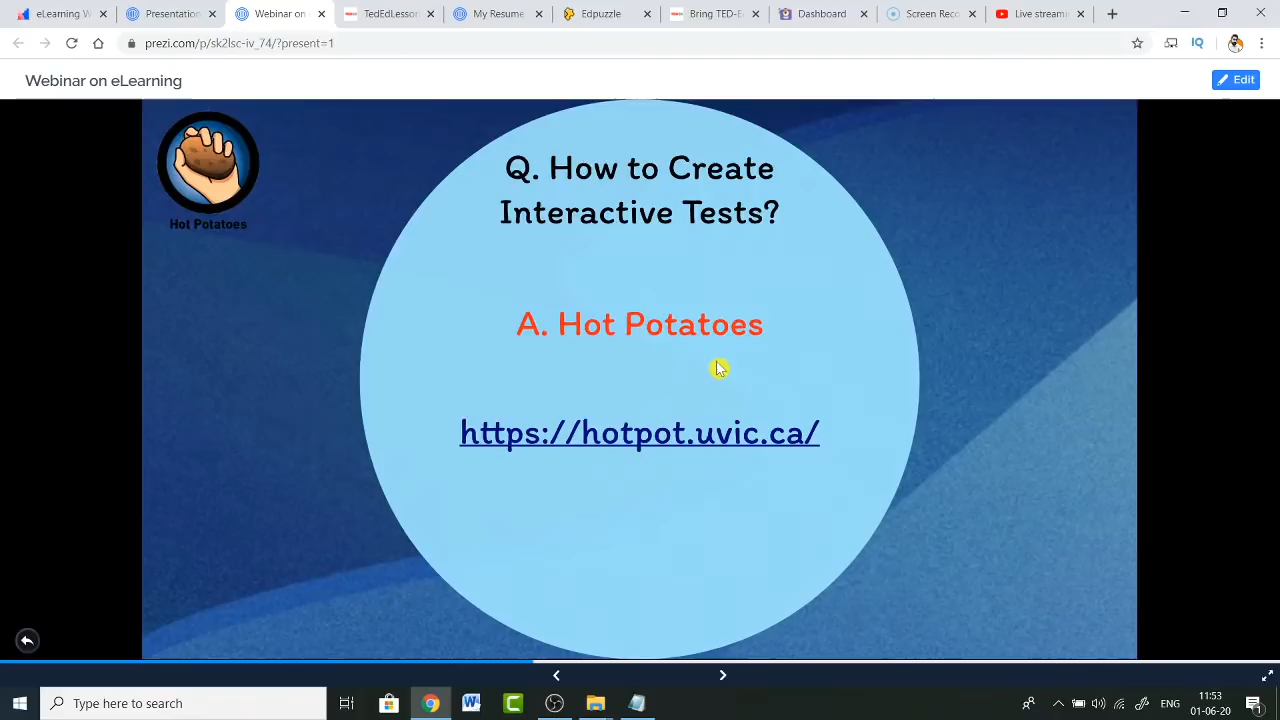 eLearning W
Presentation
Webinar on e
TedEdLesson
My Resume
Edpuzzle
Bring TED-E
Dashboard
Screen Reco
Live streamin
prezi.com/p/sk2lsc-iv_74/?present=1
IQ
Webinar on eLearning
Edit
Hot Potatoes
Q. How to Create
Interactive Tests?
A. Hot Potatoes
https://hotpot.uvic.ca/
Type here to search
ENG
11:53
01-06-20